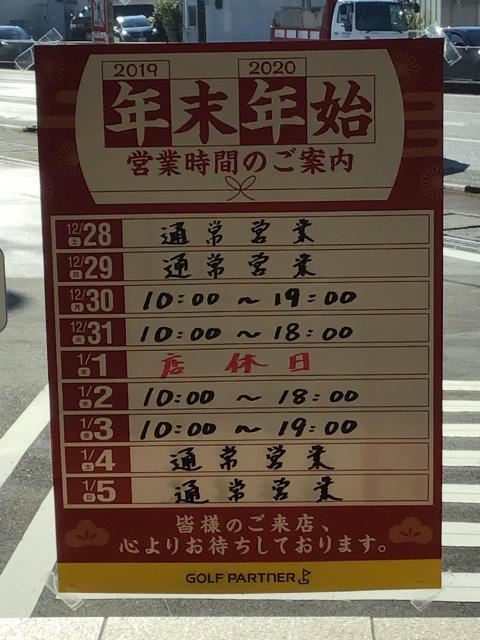 2019 2020
年末年始
営業時間のご案内
12/28 土 通常営業
12/29 日 通常営業
12/30 月 10:00 ~ 19:00
12/31 火 10:00 ~ 18:00
1/1 水 店休日
1/2 木 10:00 ~ 18:00
1/3 金 10:00 ~ 19:00
1/4 土 通常営業
1/5 日 通常営業
皆様のご来店、
心よりお待ちしております。
GOLF PARTNER